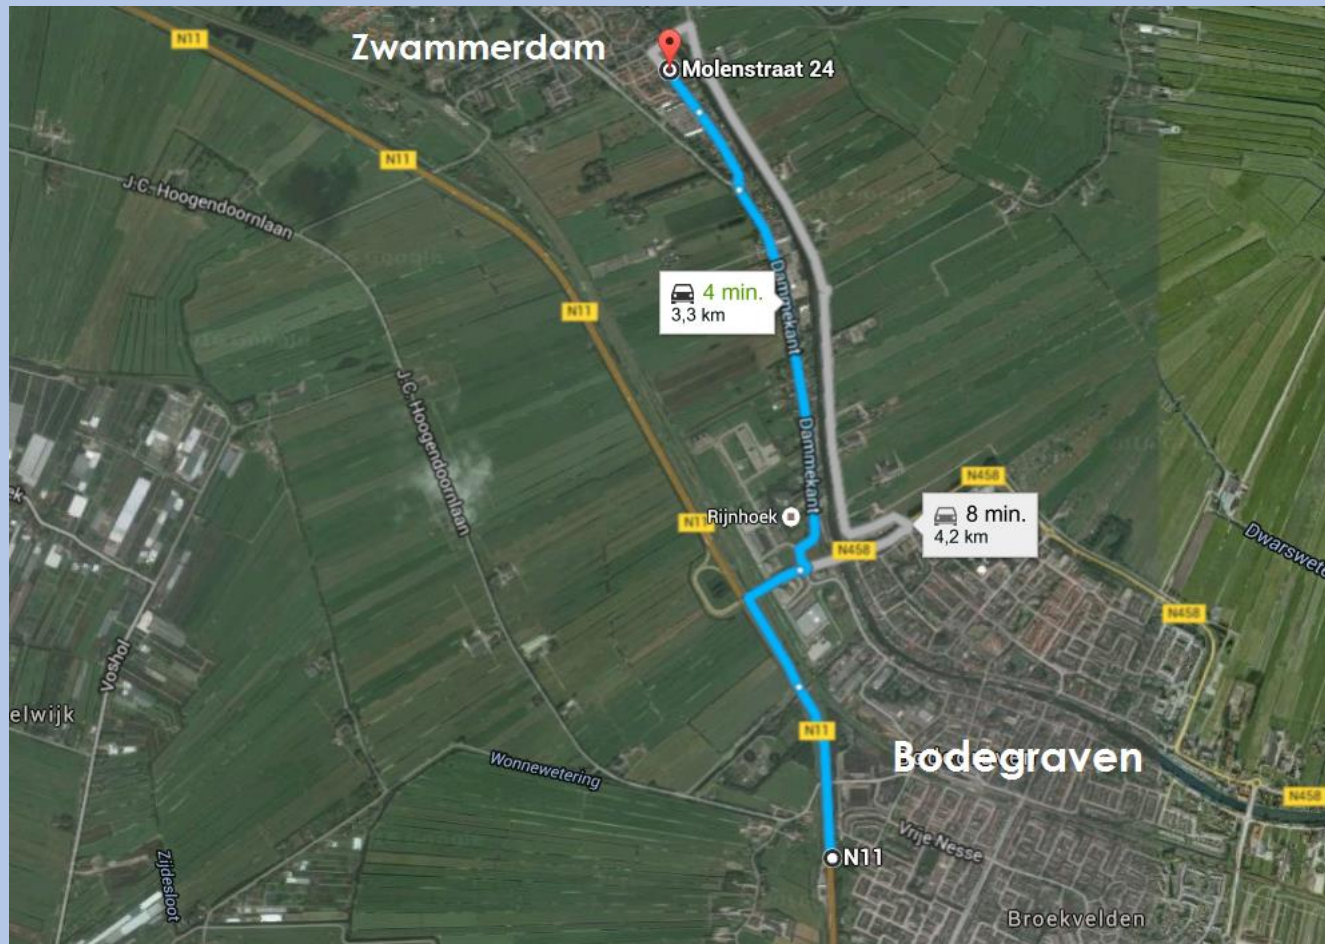 N11
Zwammerdam
Molenstraat 24
N11
J.C. Hoogendoornlaan
4 min.
3,3 km
Dammekant
N11
J.C. Hoogendoornlaan
Dammekant
N458
8 min.
4,2 km
N11
Rijnhoek
N458
Dwarswete
N458
Voshol
elwijk
N11
Wonnewetering
Bodegraven
N458
Vrije Nesse
N11
Zijdesloot
Broekvelden